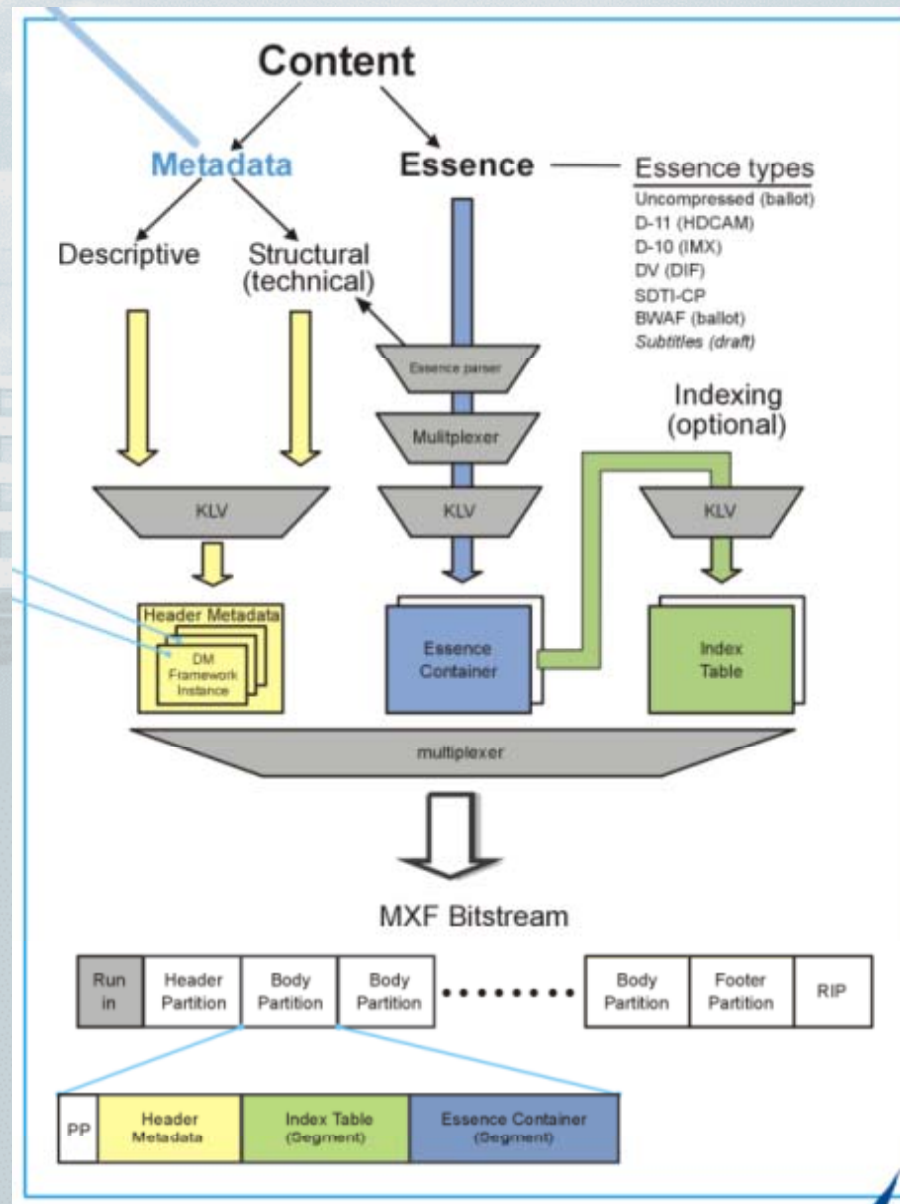 Content
Metadata
Essence
Essence types
Uncompressed (ballot)
D-11 (HDCAM)
D-10 (IMX)
DV (DIF)
SDTI-CP
BWAF (ballot)
Subtitles (draft)
Descriptive
Structural
(technical)
Essence parser
Mulitplexer
Indexing
(optional)
KLV
KLV
KLV
Header Metadata
DM
Framework
Instance
Essence
Container
Index
Table
multiplexer
MXF Bitstream
Run
in
Header
Partition
Body
Partition
Body
Partition
Body
Partition
Footer
Partition
RIP
PP
Header
Metadata
Index Table
(Segment)
Essence Container
(Segment)